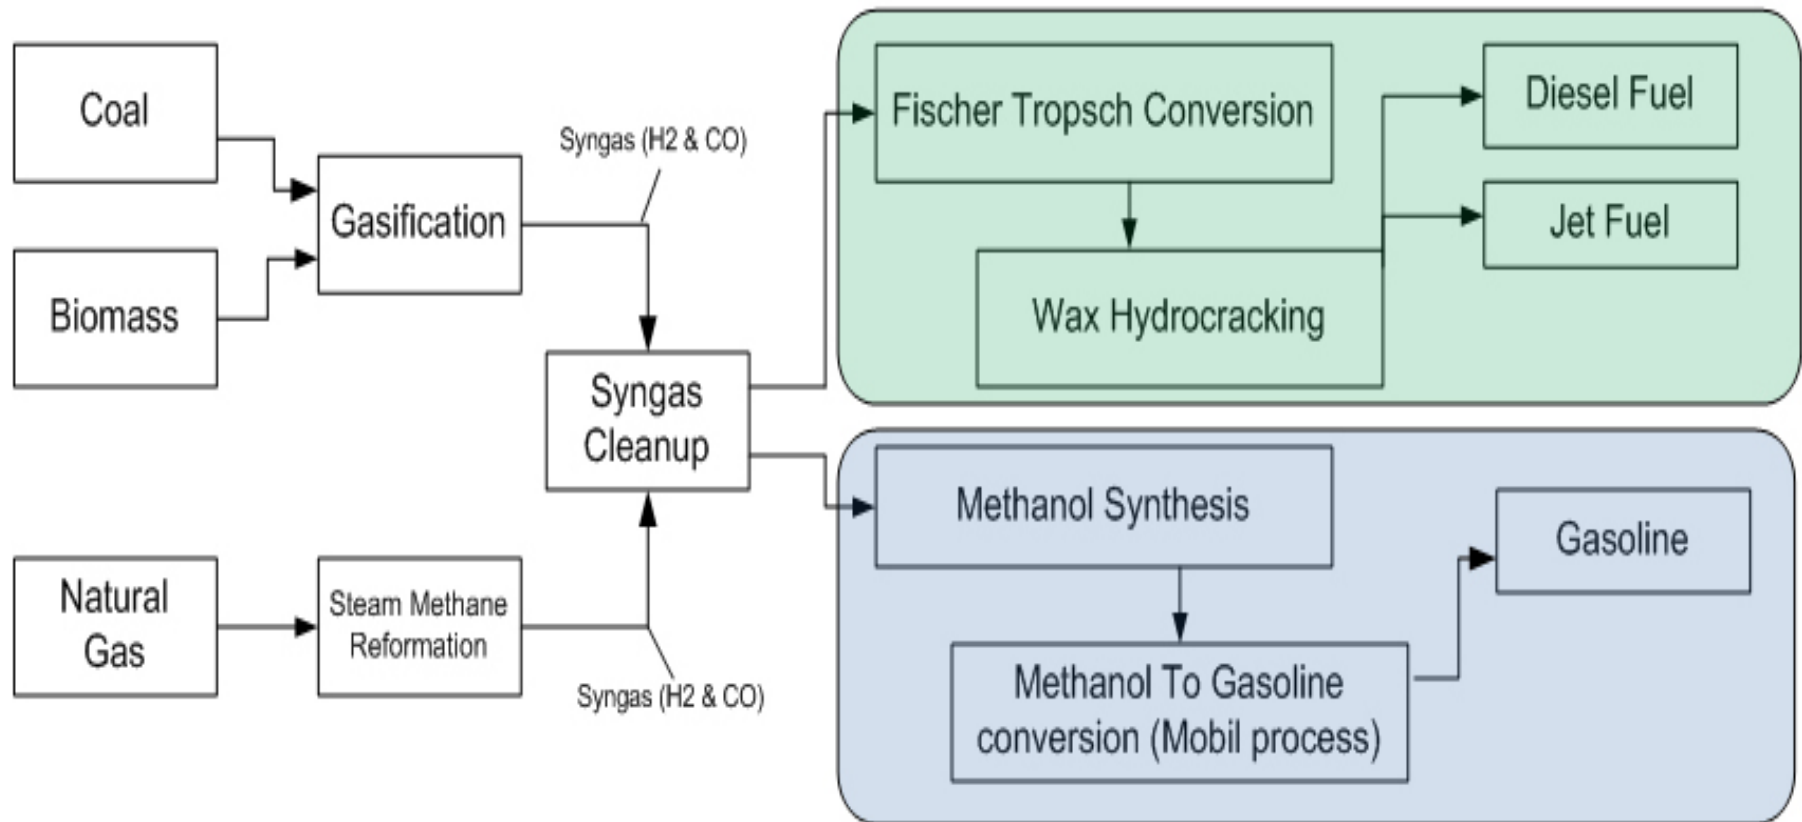 Coal
Biomass
Gasification
Syngas (H2 & CO)
Natural
Gas
Steam Methane
Reformation
Syngas (H2 & CO)
Syngas
Cleanup
Fischer Tropsch Conversion
Wax Hydrocracking
Diesel Fuel
Jet Fuel
Methanol Synthesis
Methanol To Gasoline
conversion (Mobil process)
Gasoline